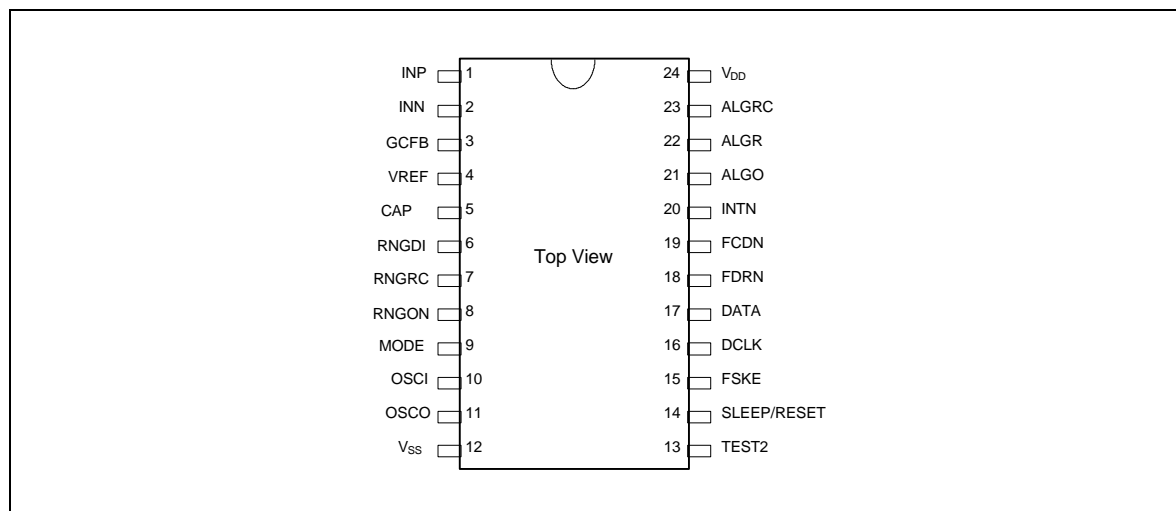 INP 1 24 VDD
INN 2 23 ALGRC
GCFB 3 22 ALGR
VREF 4 21 ALGO
CAP 5 20 INTN
RNGDI 6 19 FCDN
Top View
RNGRC 7 18 FDRN
RNGON 8 17 DATA
MODE 9 16 DCLK
OSCI 10 15 FSKE
OSCO 11 14 SLEEP/RESET
VSS 12 13 TEST2